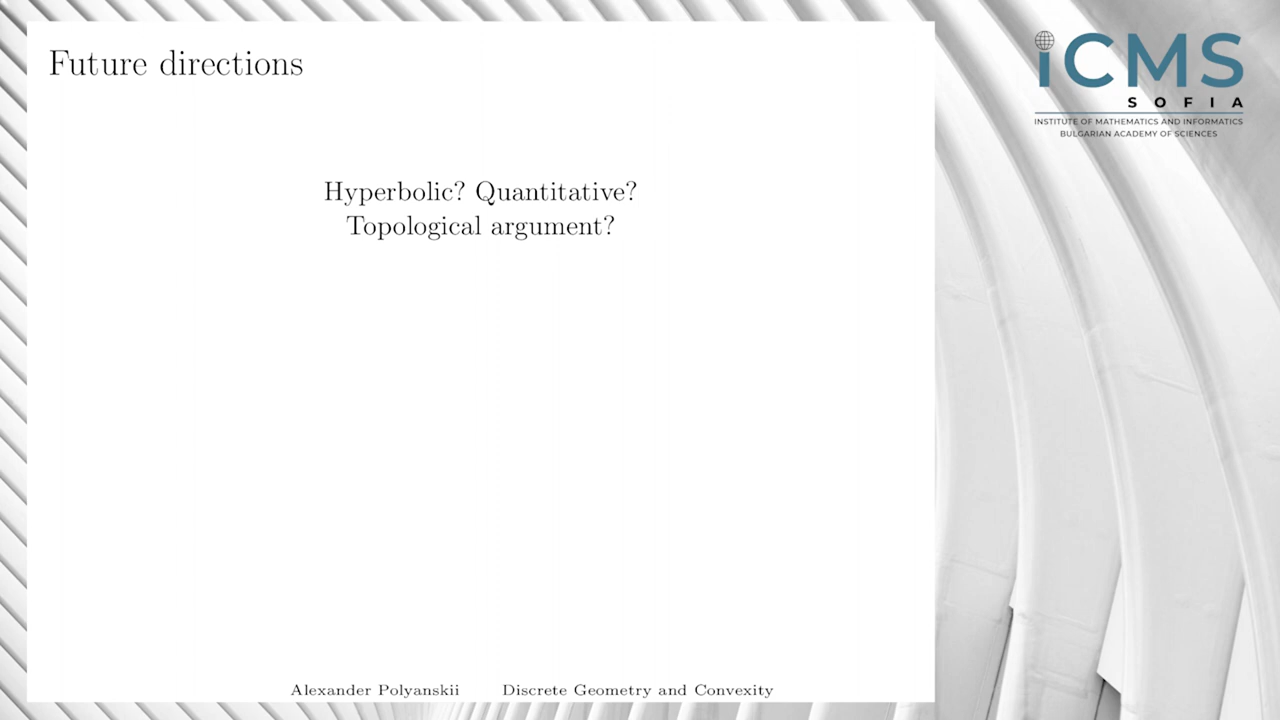 Future directions
Hyperbolic? Quantitative?
Topological argument?
Alexander Polyanskii Discrete Geometry and Convexity
iCMS
SOFIA
INSTITUTE OF MATHEMATICS AND INFORMATICS
BULGARIAN ACADEMY OF SCIENCES